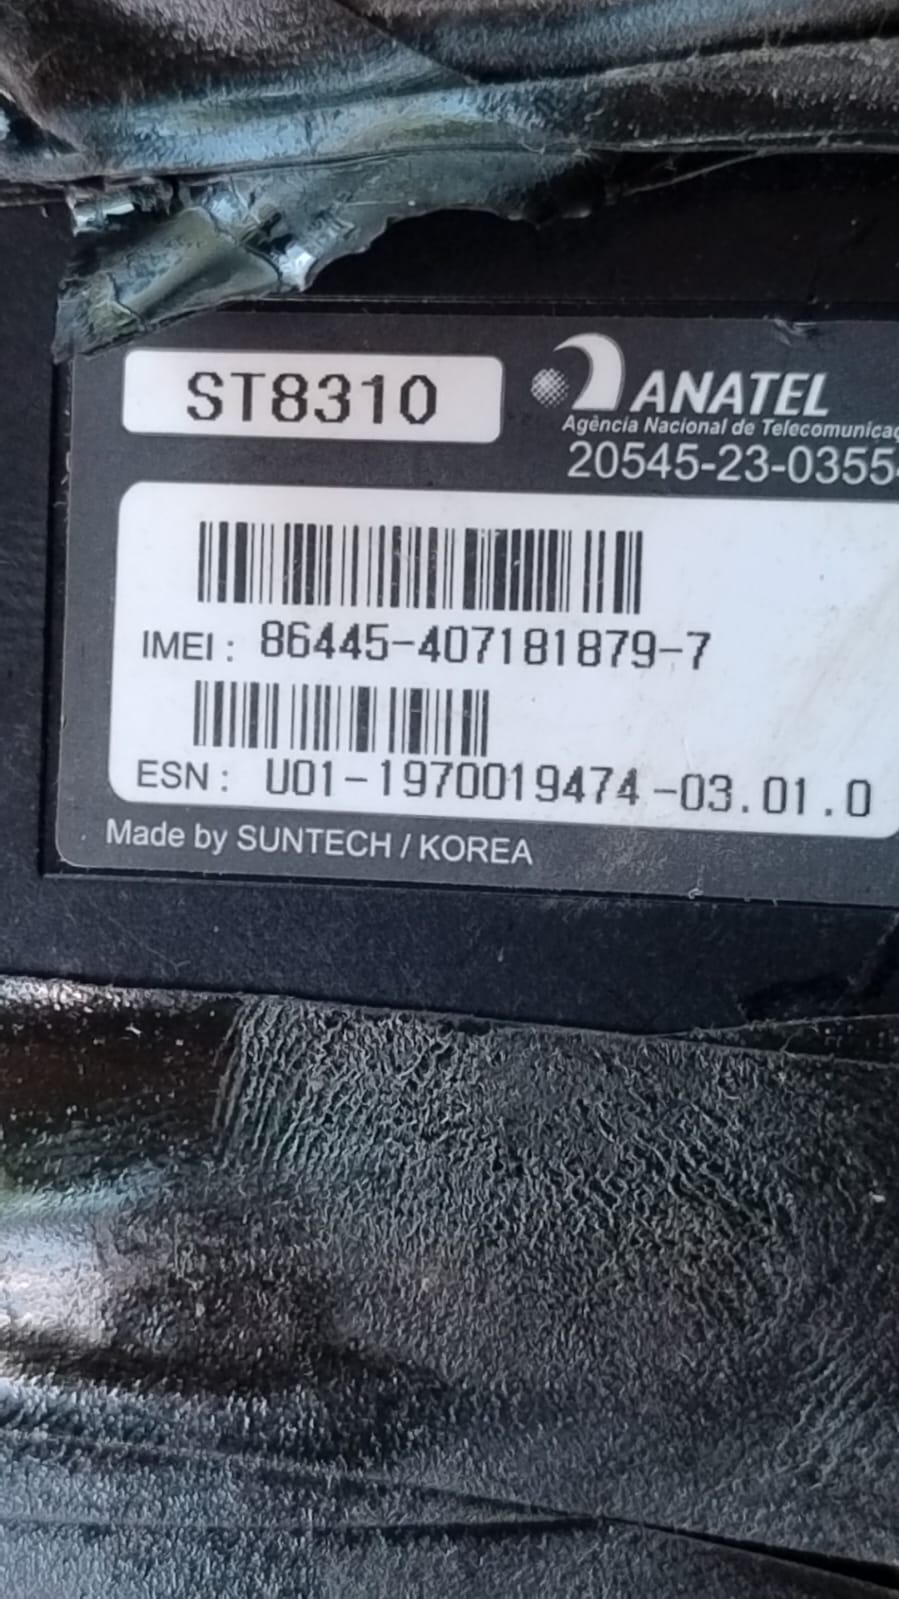 ST8310
ANATEL
Agência Nacional de
20545-23-0355
IMEI: 86445-407181879-7
ESN: U01-1970019474-03.01.0
Made by SUNTECH / KOREA